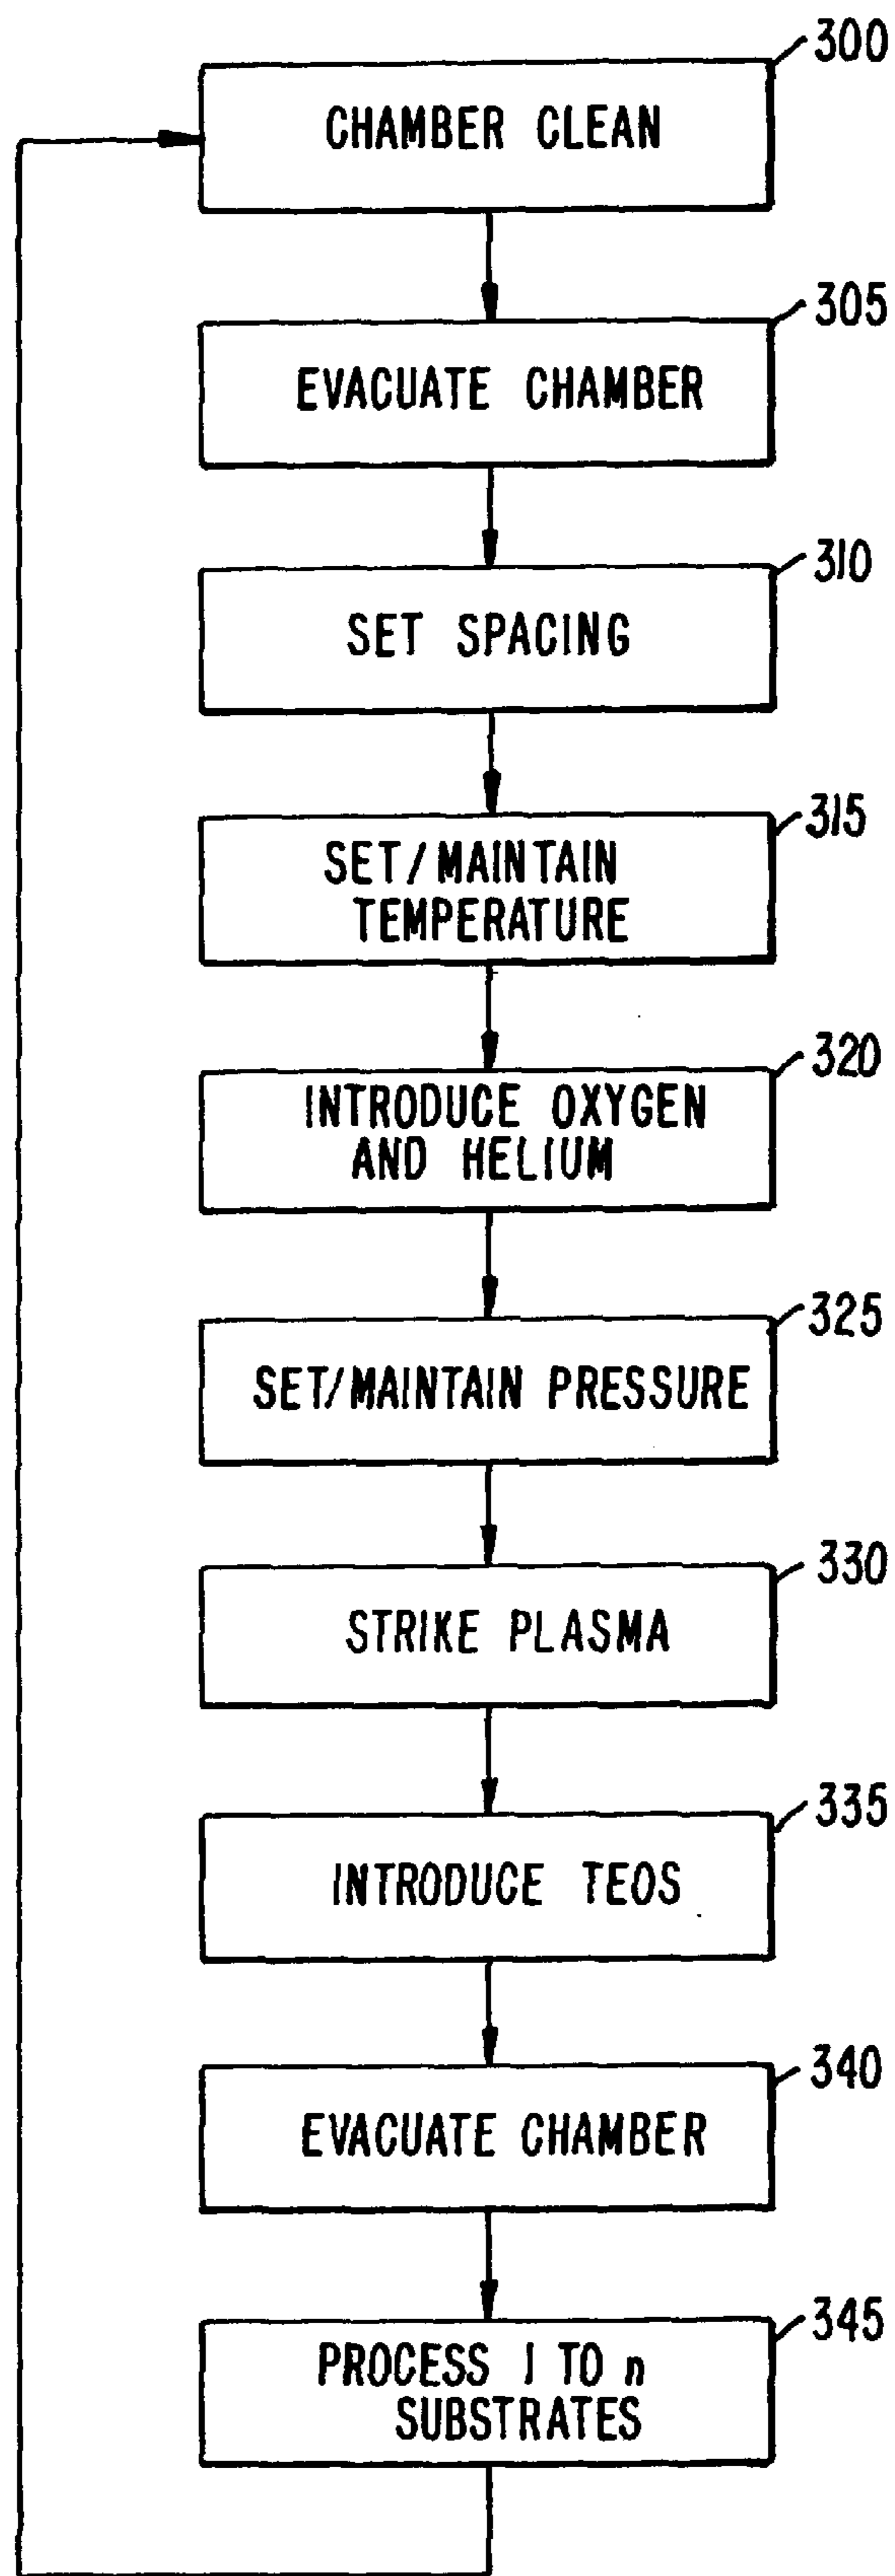 300
CHAMBER CLEAN
305
EVACUATE CHAMBER
310
SET SPACING
315
SET/MAINTAIN
TEMPERATURE
320
INTRODUCE OXYGEN
AND HELIUM
325
SET/MAINTAIN PRESSURE
330
STRIKE PLASMA
335
INTRODUCE TEOS
340
EVACUATE CHAMBER
345
PROCESS 1 TO n
SUBSTRATES